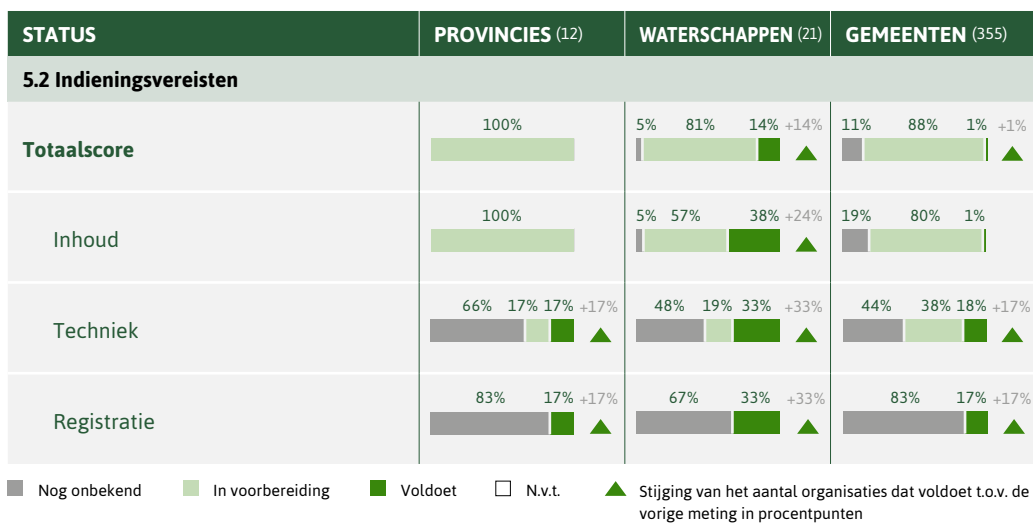 STATUS PROVINCIES (12) WATERSCHAPPEN (21) GEMEENTEN (355)
5.2 Indieningsvereisten
100% 5% 81% 14% +14% 11% 88% 1% +1%
Totaalscore
100% 5% 57% 38% +24% 19% 80% 1%
Inhoud
66% 17% 17% +17% 48% 19% 33% +33% 44% 38% 18% +17%
Techniek
83% 17% +17% 67% 33% +33% 83% 17% +17%
Registratie
Nog onbekend In voorbereiding Voldoet N.v.t. Stijging van het aantal organisaties dat voldoet t.o.v. de
vorige meting in procentpunten